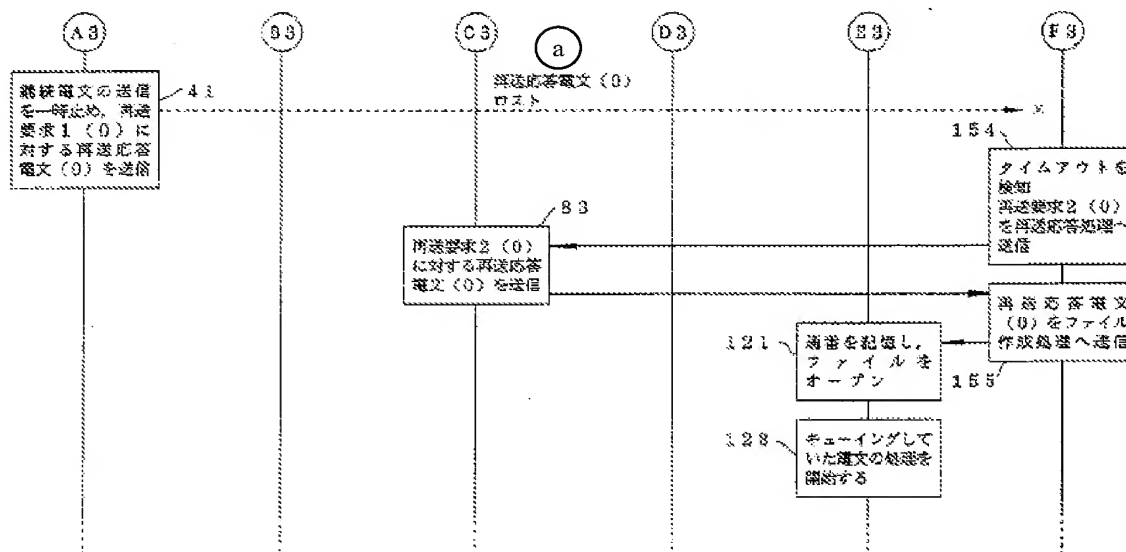 A3
B3
C3
a
D3
E3
F3
継続電文の送信
を一時止め，再送
要求1（0）に
対する再送応答
電文（0）を送信
41
再送応答電文（0）
ロスト
×
154
タイムアウトを
検知
再送要求2（0）
を再送応答処理へ
送信
83
再送要求2（0）
に対する再送応答
電文（0）を送信
再送応答電文
（0）をファイル
作成処理へ送信
155
121
通番を記憶し，
ファイルを
オープン
123
キューイングして
いた電文の処理を
開始する